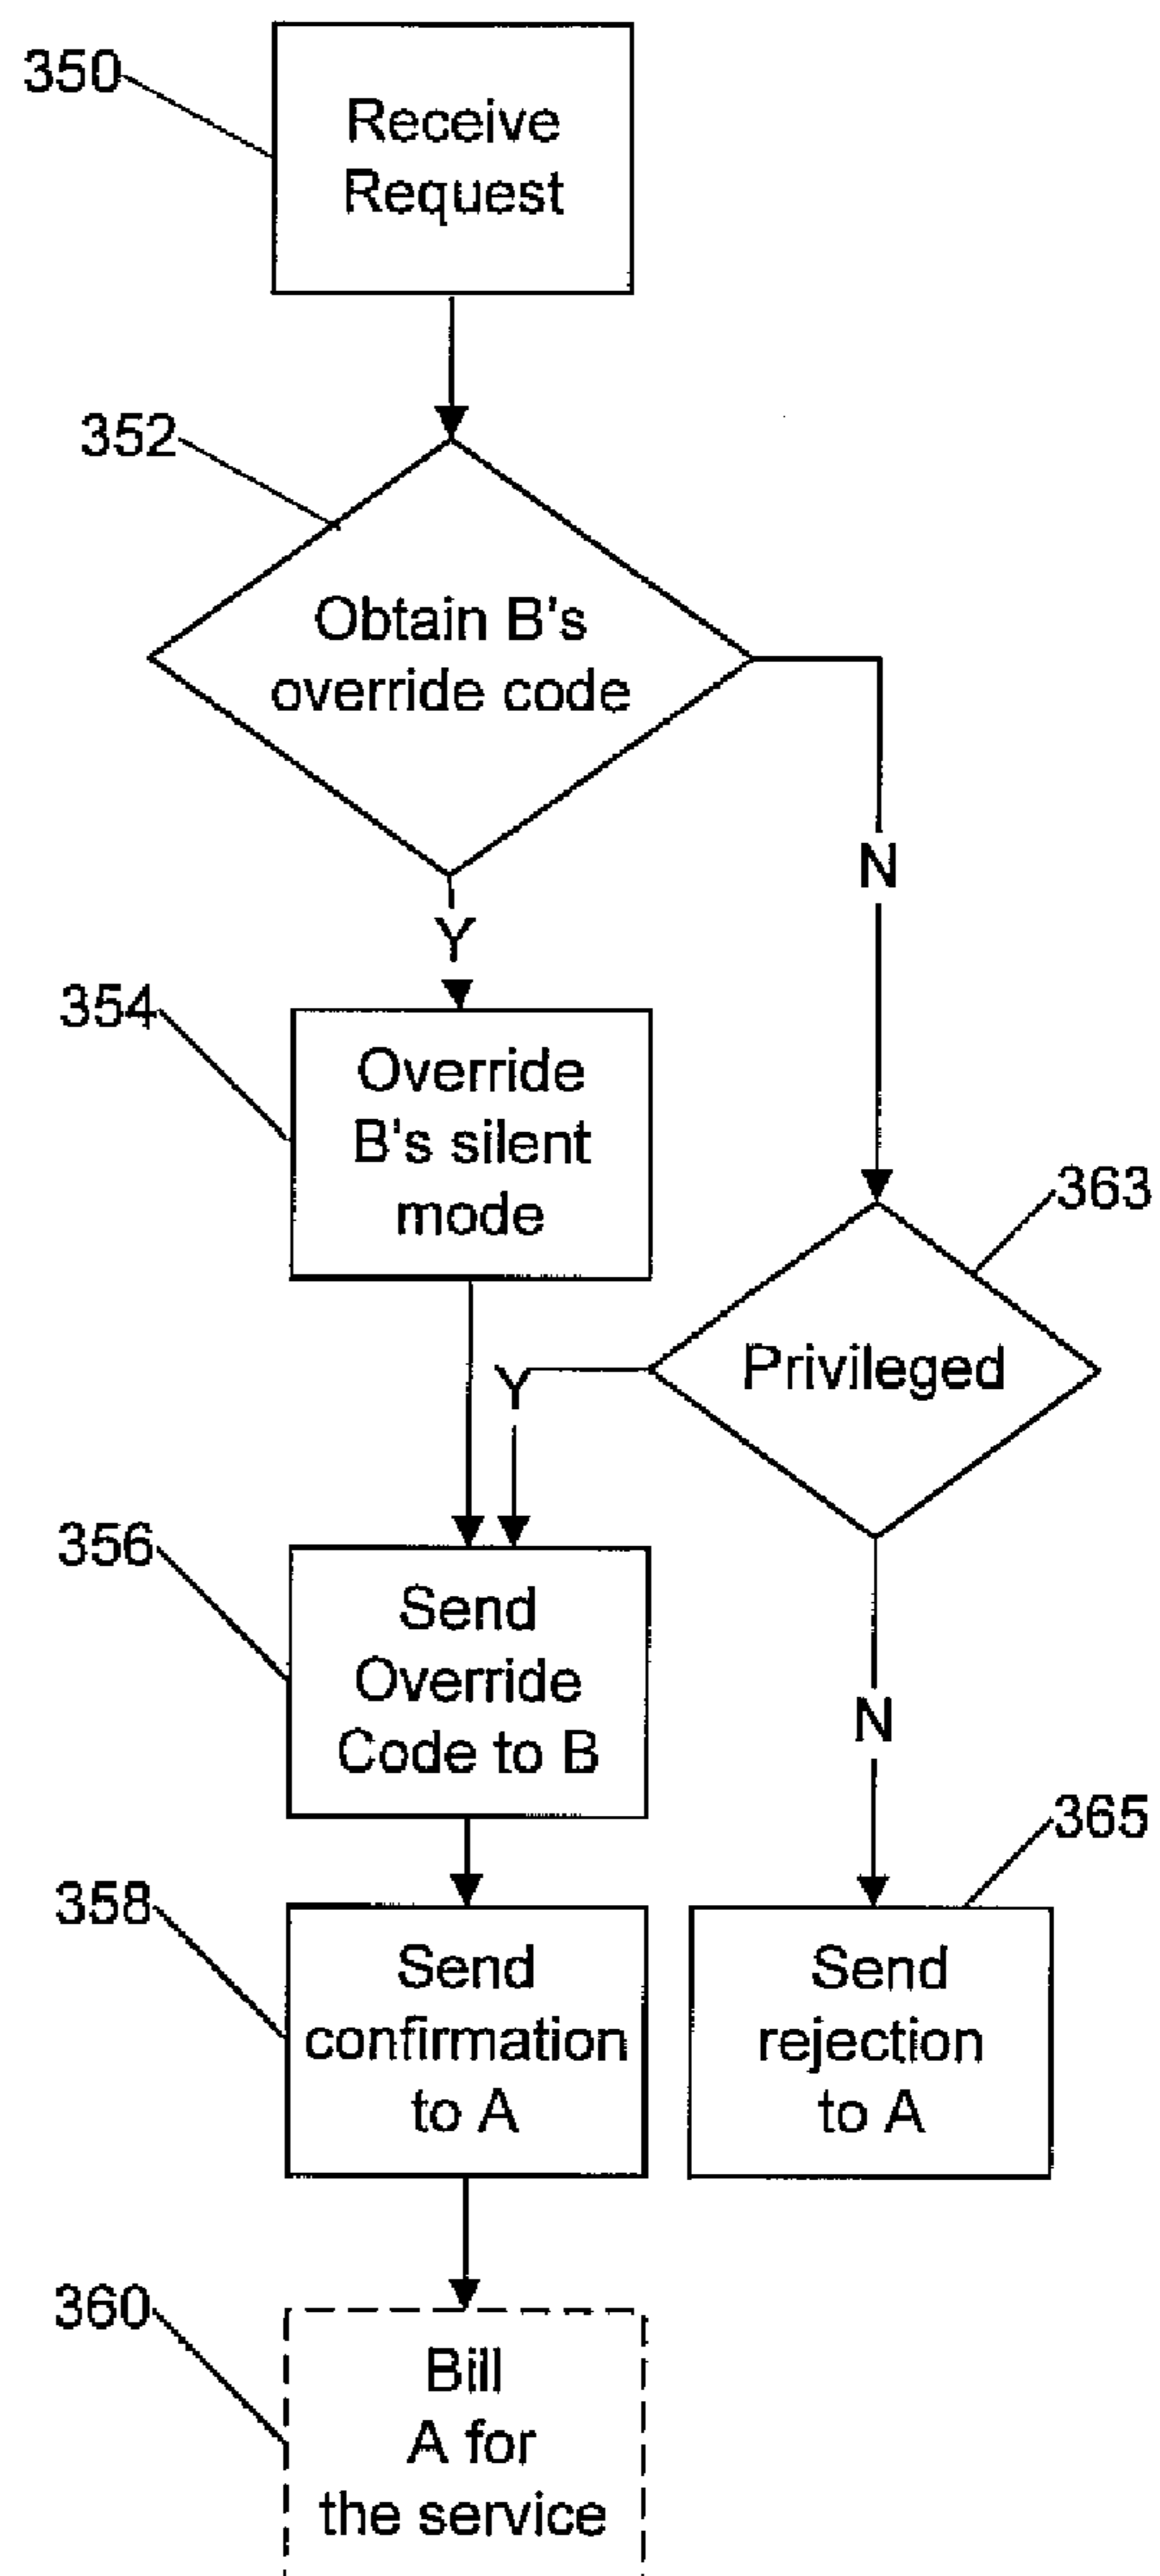 350
Receive
Request
352
Obtain B's
override code
N
Y
354
Override
B's silent
mode
363
Privileged
Y
356
Send
Override
Code to B
N
365
358
Send
confirmation
to A
Send
rejection
to A
360
Bill
A for
the service